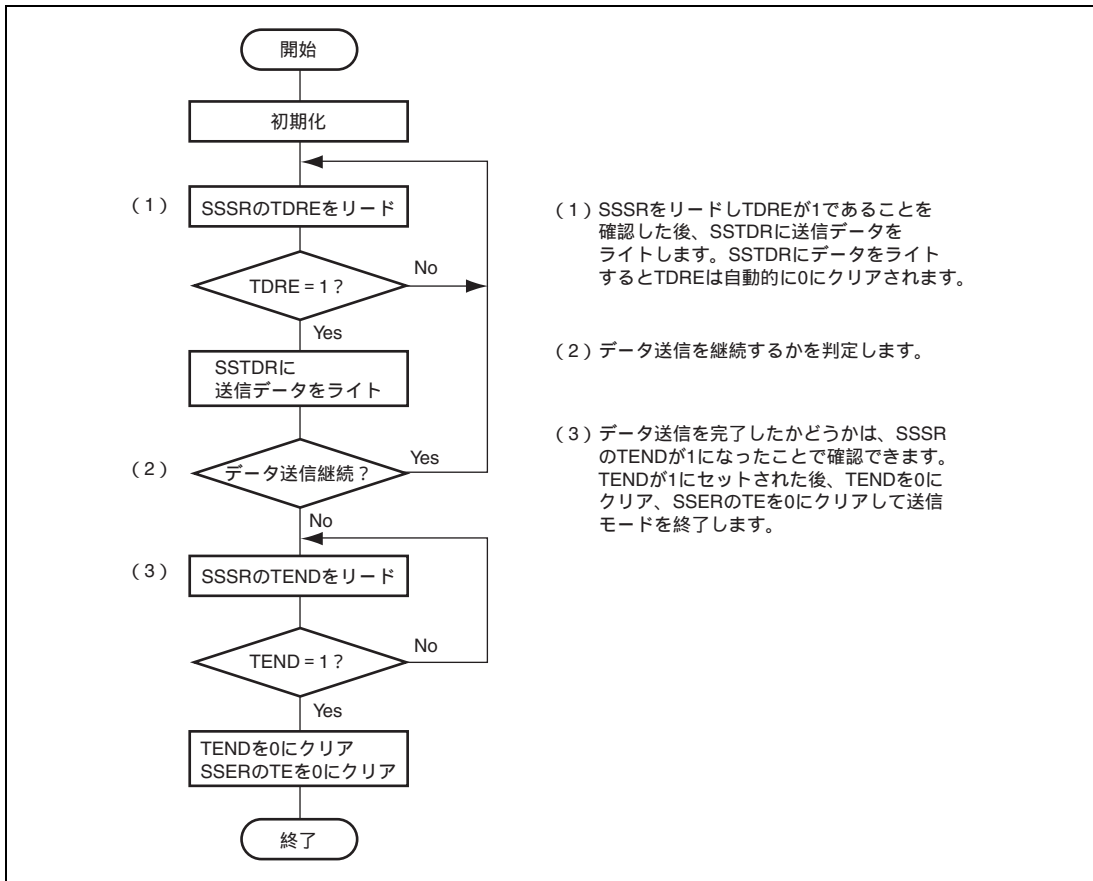 開始
初期化
（1） SSSRのTDREをリード
TDRE = 1？
No
Yes
SSTDRに
送信データをライト
（2） データ送信継続？
Yes
No
（3） SSSRのTENDをリード
TEND = 1？
No
Yes
TENDを0にクリア
SSERのTEを0にクリア
終了
（1）SSSRをリードしTDREが1であることを
確認した後、SSTDRに送信データを
ライトします。SSTDRにデータをライト
するとTDREは自動的に0にクリアされます。
（2）データ送信を継続するかを判定します。
（3）データ送信を完了したかどうかは、SSSR
のTENDが1になったことで確認できます。
TENDが1にセットされた後、TENDを0に
クリア、SSERのTEを0にクリアして送信
モードを終了します。